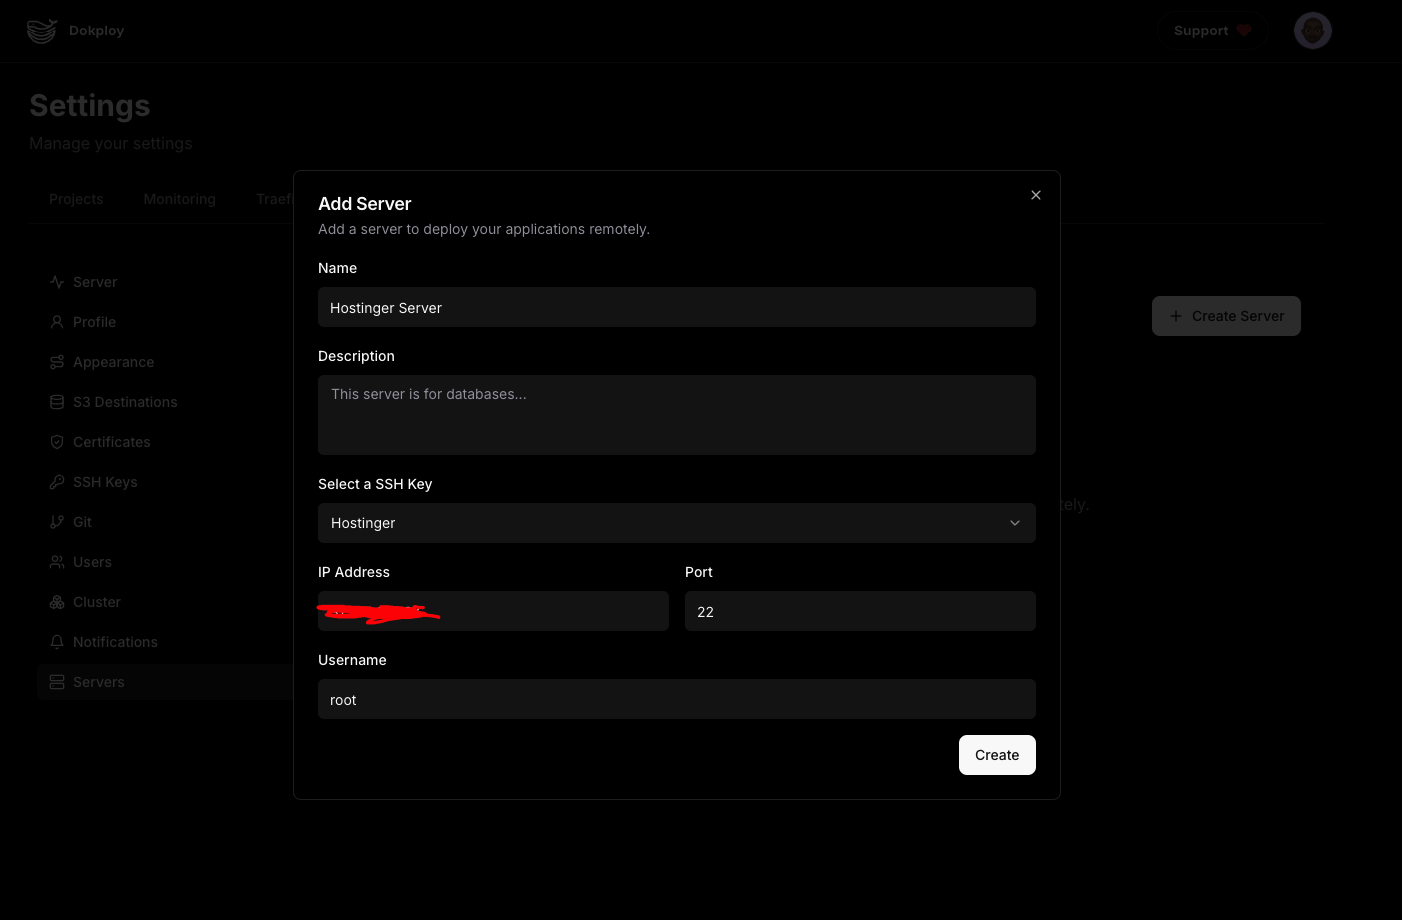 Dokploy
Support
Settings
Manage your settings
Projects
Monitoring
Traef
Server
Profile
Appearance
S3 Destinations
Certificates
SSH Keys
Git
Users
Cluster
Notifications
Servers
Create Server
ely.
Add Server
Add a server to deploy your applications remotely.
Name
Hostinger Server
Description
This server is for databases...
Select a SSH Key
Hostinger
IP Address
Port
22
Username
root
Create